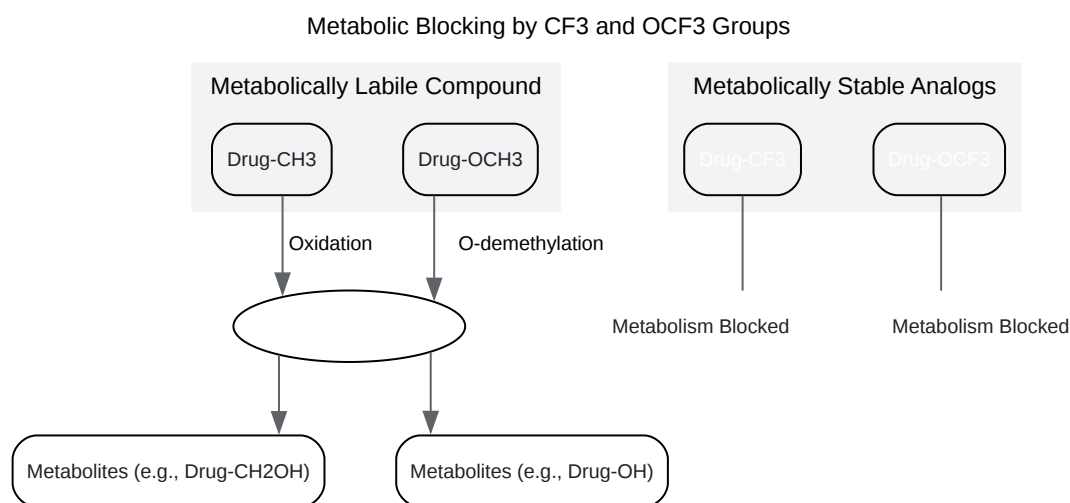 Metabolic Blocking by CF3 and OCF3 Groups
Metabolically Labile Compound
Metabolically Stable Analogs
Drug-CH3
Drug-OCH3
Drug-CF3
Drug-OCF3
Oxidation
O-demethylation
Metabolism Blocked
Metabolism Blocked
Metabolites (e.g., Drug-CH2OH)
Metabolites (e.g., Drug-OH)